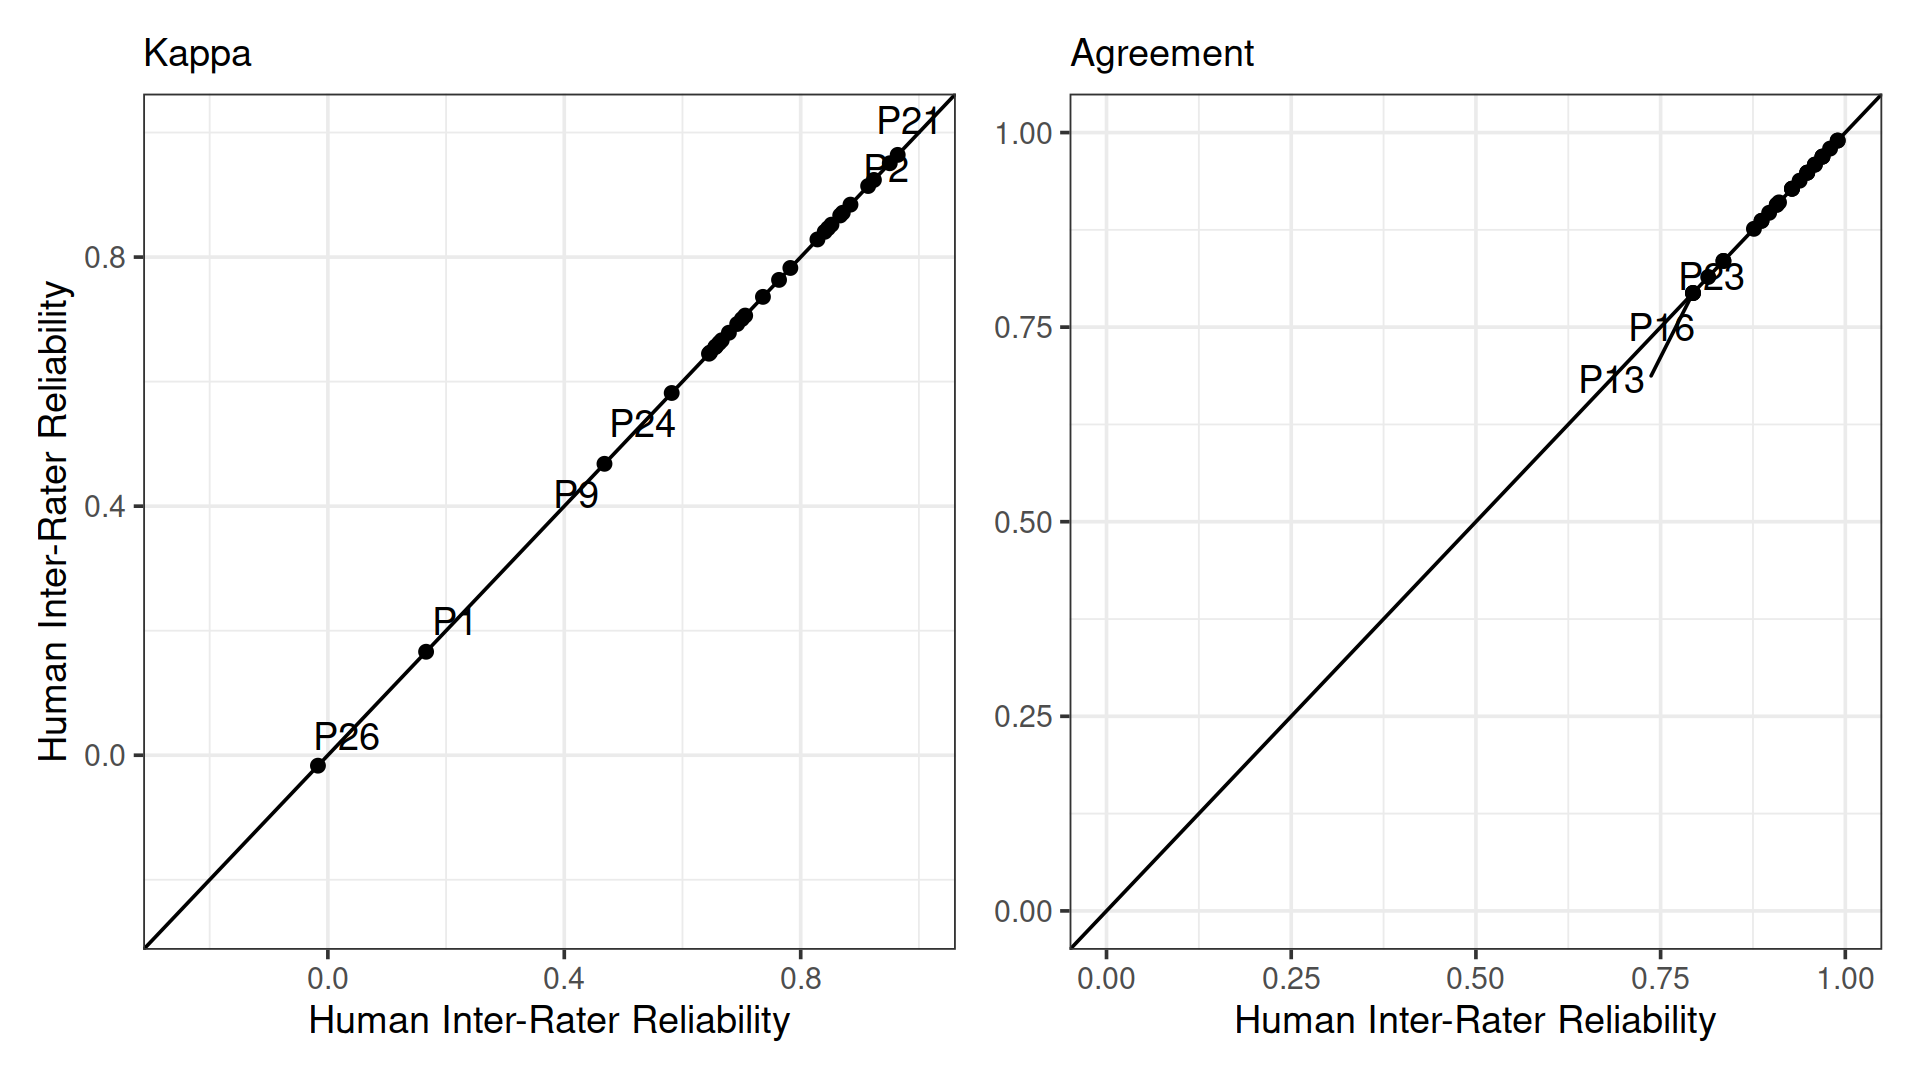 Kappa
Agreement
Human Inter-Rater Reliability
0.8
0.4
0.0
P21
P2
P24
P9
P1
P26
0.0
0.4
0.8
Human Inter-Rater Reliability
1.00
0.75
0.50
0.25
0.00
P23
P16
P13
0.00
0.25
0.50
0.75
1.00
Human Inter-Rater Reliability